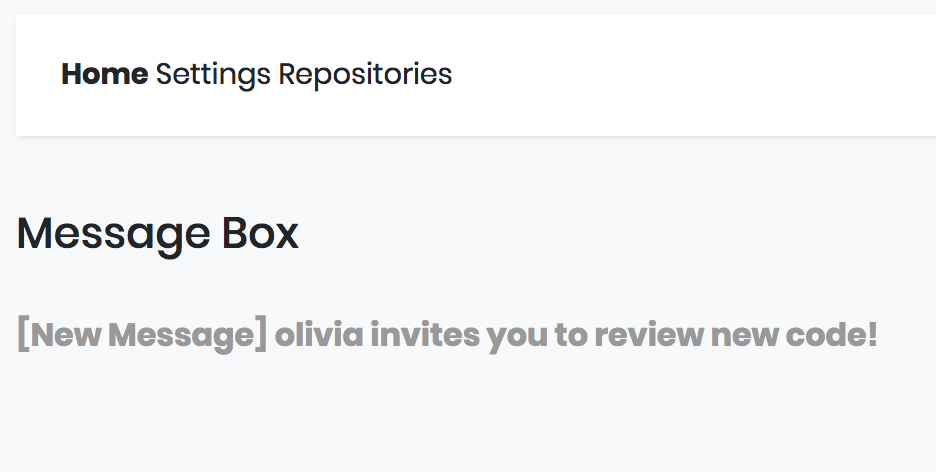 Home Settings Repositories
Message Box
[New Message] olivia invites you to review new code!